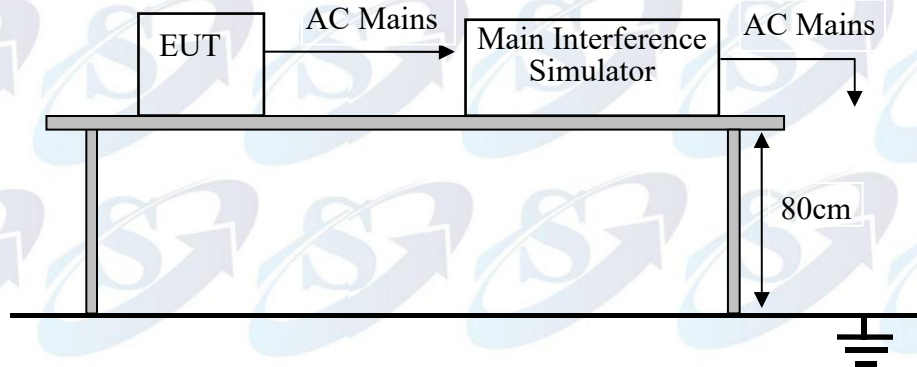 AC Mains
EUT
Main Interference
Simulator
AC Mains
80cm